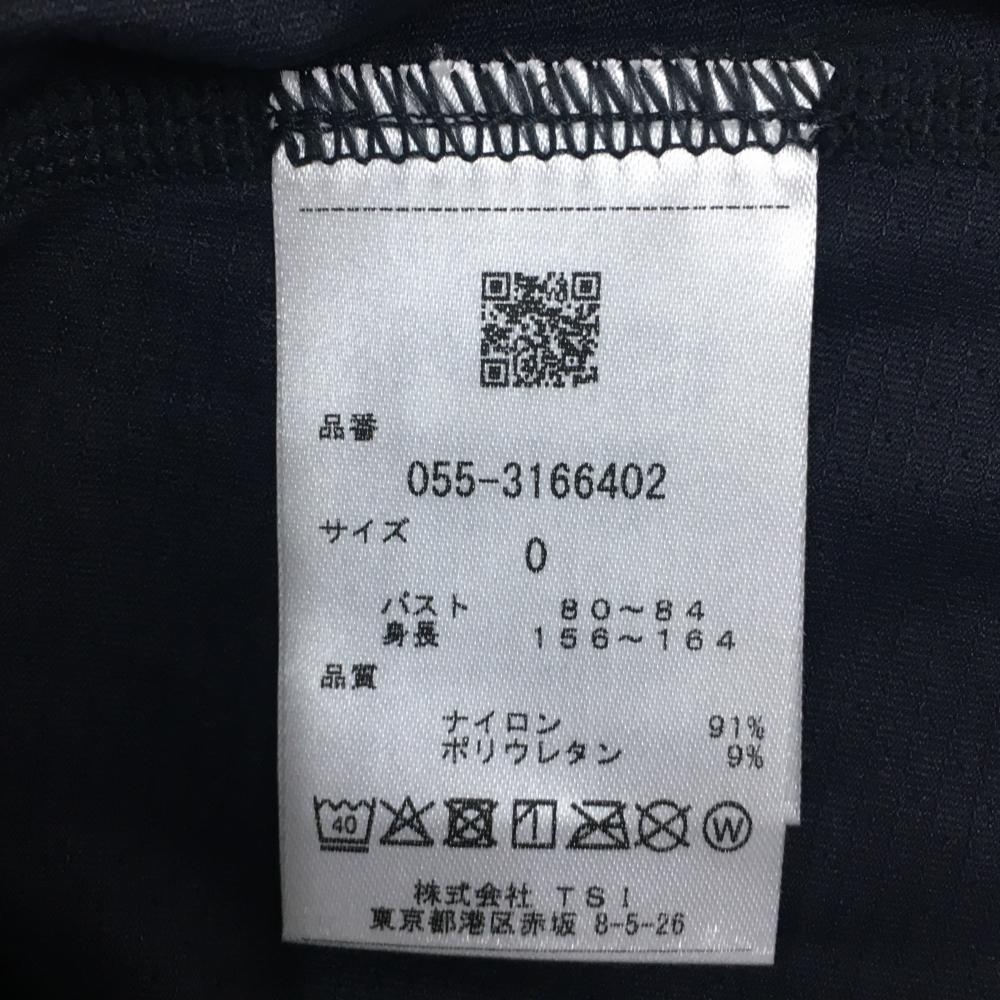 品番
055-3166402
サイズ
0
バスト 80～84
身長 156～164
品質
ナイロン 91%
ポリウレタン 9%
40 W
株式会社 TSI
東京都港区赤坂 8-5-26